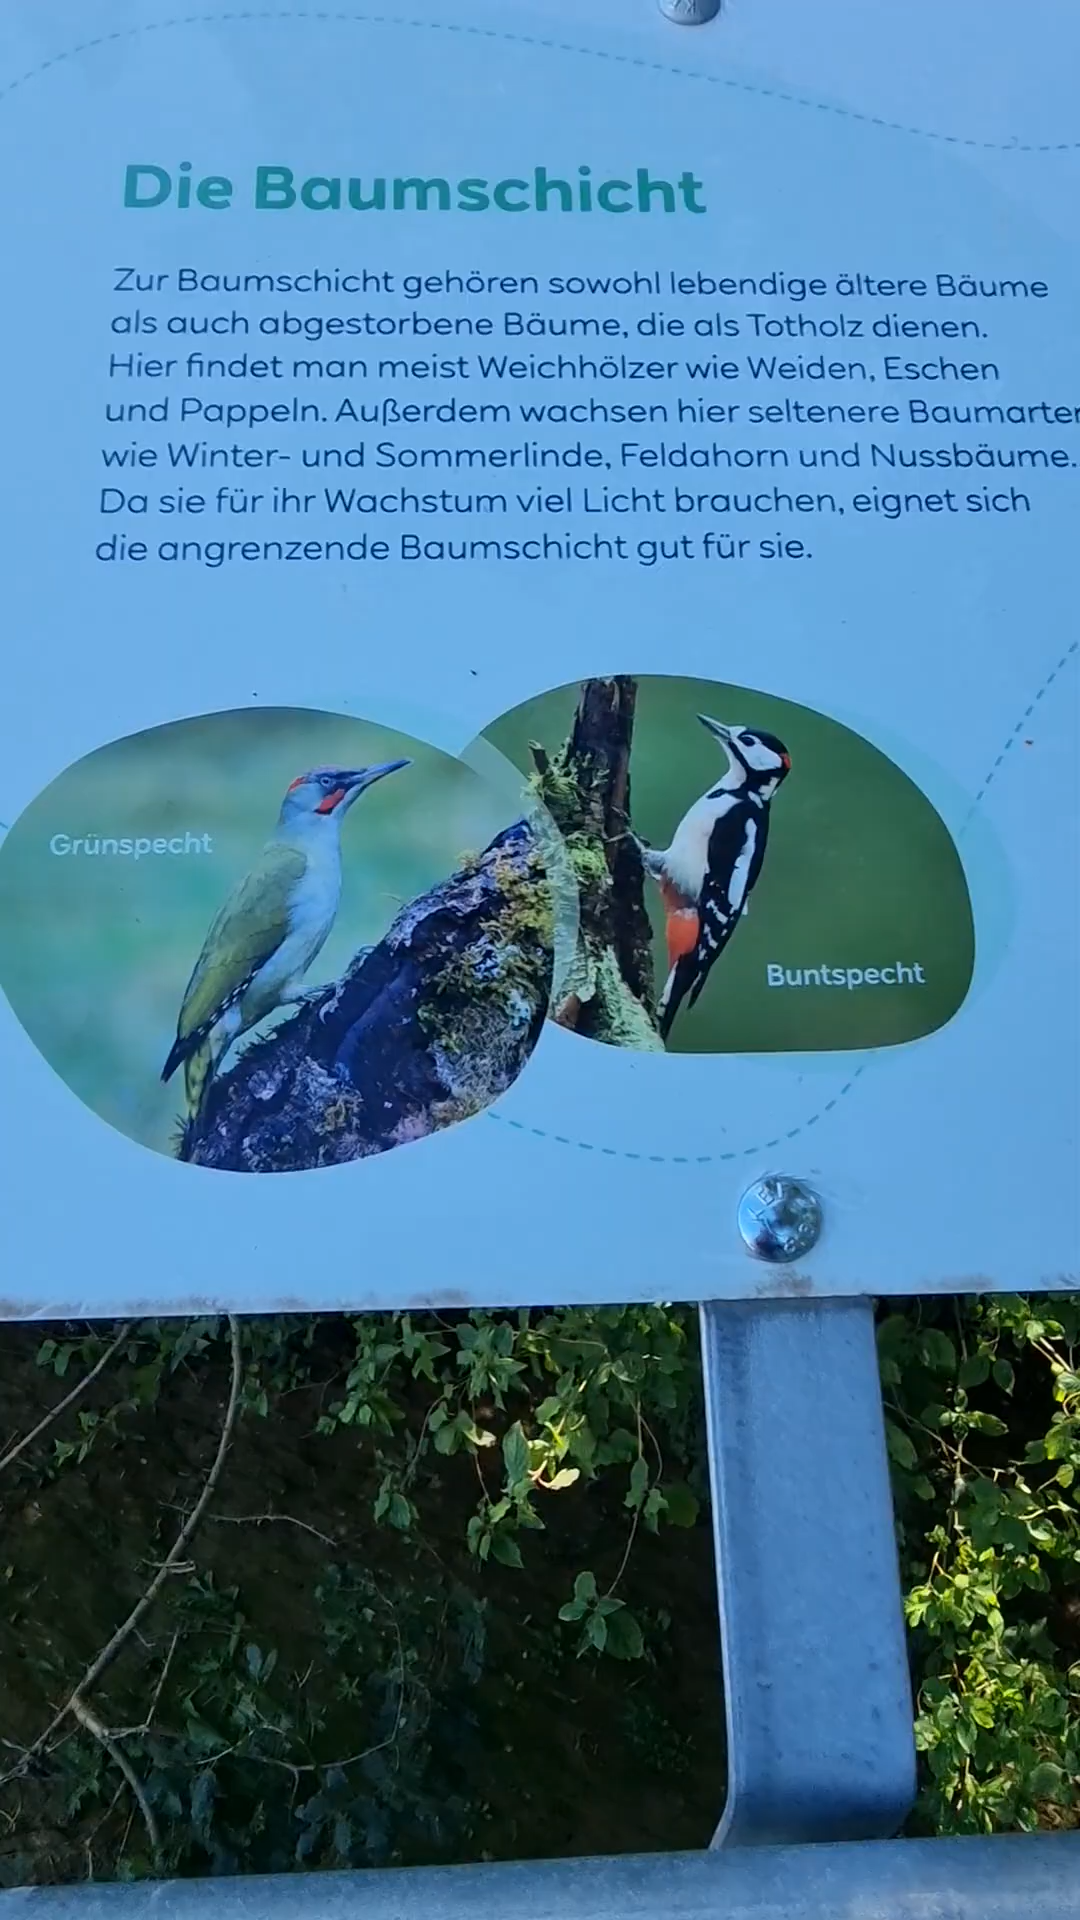 Die Baumschicht
Zur Baumschicht gehören sowohl lebendige ältere Bäume
als auch abgestorbene Bäume, die als Totholz dienen.
Hier findet man meist Weichhölzer wie Weiden, Eschen
und Pappeln. Außerdem wachsen hier seltenere Baumarten
wie Winter- und Sommerlinde, Feldahorn und Nussbäume.
Da sie für ihr Wachstum viel Licht brauchen, eignet sich
die angrenzende Baumschicht gut für sie.
Grünspecht
Buntspecht